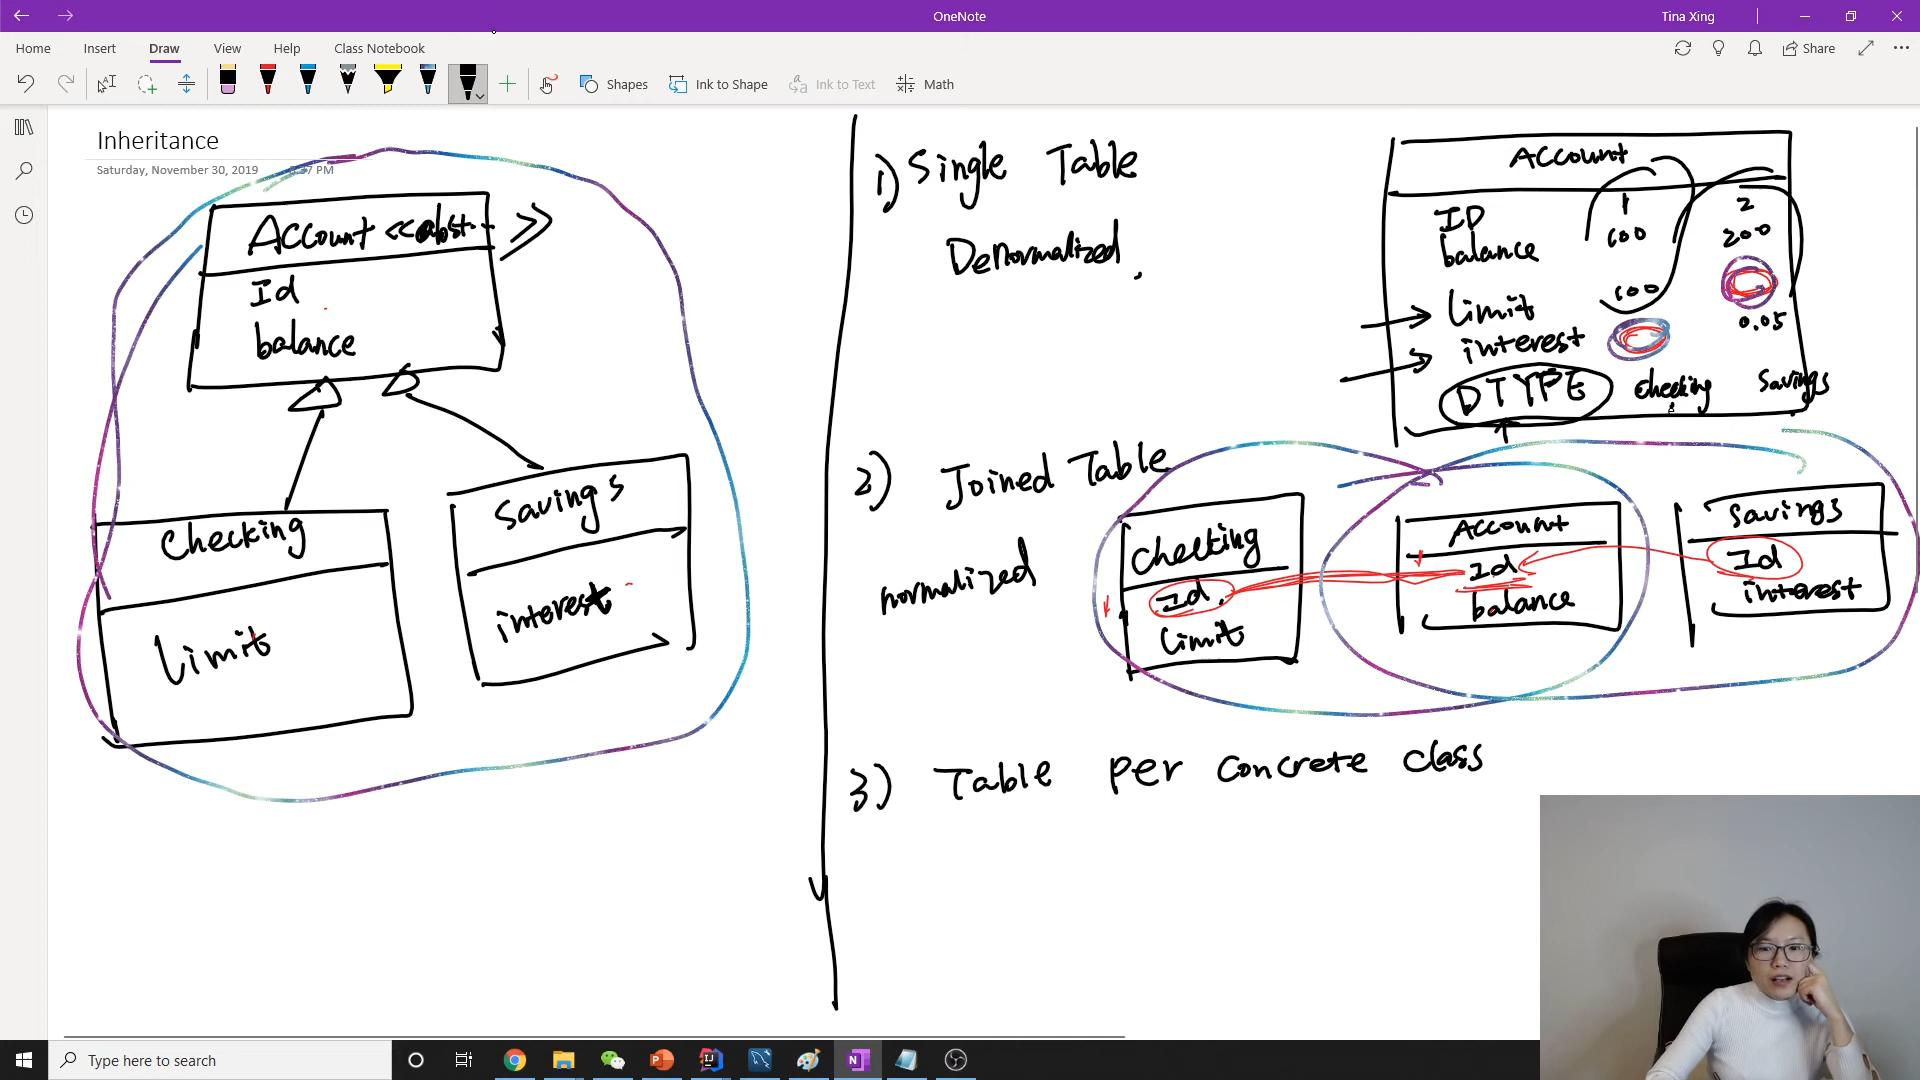 OneNote
Tina Xing
Home
Insert
Draw
View
Help
Class Notebook
Share
Shapes
Ink to Shape
Ink to Text
Math
Inheritance
Saturday, November 30, 2019
PM
Account <<abst..>>
Id
balance
Checking
Limit
Savings
interest
1) Single Table
DeNormalized
Account
ID 1 2
balance 600 200
limit 100
interest 0.05
DTYPE Checking Savings
2) Joined Table
normalized
Checking
Id
Limit
Account
Id
balance
Savings
Id
interest
3) Table per concrete class
Type here to search